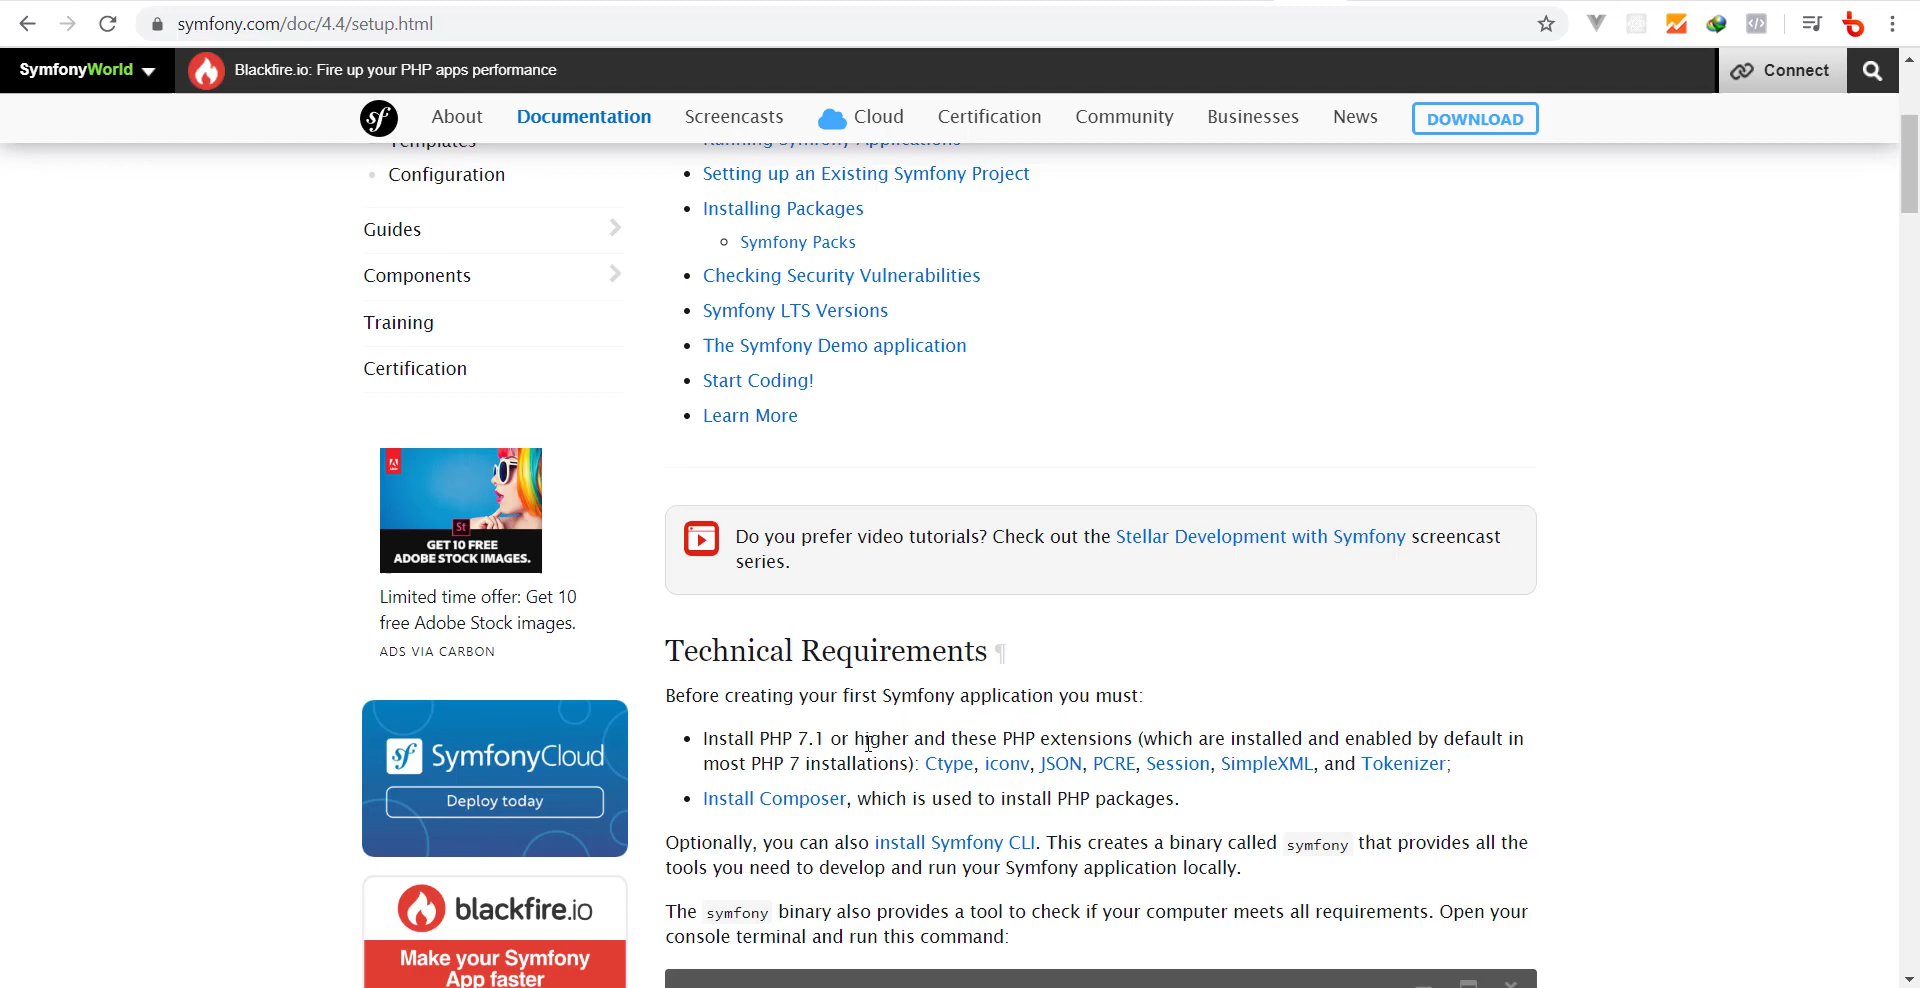 symfony.com/doc/4.4/setup.html
SymfonyWorld
Blackfire.io: Fire up your PHP apps performance
Connect
sf
About
Documentation
Screencasts
Cloud
Certification
Community
Businesses
News
DOWNLOAD
Templates
Configuration
Guides
Components
Training
Certification
GET 10 FREE
ADOBE STOCK IMAGES.
St
Limited time offer: Get 10
free Adobe Stock images.
ADS VIA CARBON
sf SymfonyCloud
Deploy today
blackfire.io
Make your Symfony
App faster
Running Symfony Applications
Setting up an Existing Symfony Project
Installing Packages
Symfony Packs
Checking Security Vulnerabilities
Symfony LTS Versions
The Symfony Demo application
Start Coding!
Learn More
Do you prefer video tutorials? Check out the Stellar Development with Symfony screencast
series.
Technical Requirements ¶
Before creating your first Symfony application you must:
Install PHP 7.1 or higher and these PHP extensions (which are installed and enabled by default in
most PHP 7 installations): Ctype, iconv, JSON, PCRE, Session, SimpleXML, and Tokenizer;
Install Composer, which is used to install PHP packages.
Optionally, you can also install Symfony CLI. This creates a binary called symfony that provides all the
tools you need to develop and run your Symfony application locally.
The symfony binary also provides a tool to check if your computer meets all requirements. Open your
console terminal and run this command: